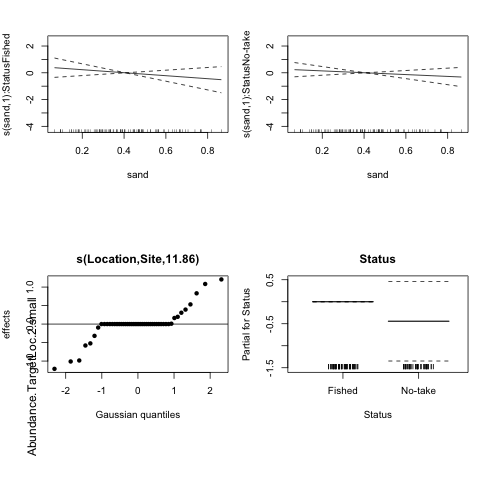 s(sand,1):StatusFished
2
0
-2
-4
0.2 0.4 0.6 0.8
sand
s(sand,1):StatusNo-take
2
0
-2
-4
0.2 0.4 0.6 0.8
sand
s(Location,Site,11.86)
effects
1.0
-2 -1 0 1 2
Gaussian quantiles
Status
Partial for Status
0.5
-0.5
-1.5
Fished No-take
Status